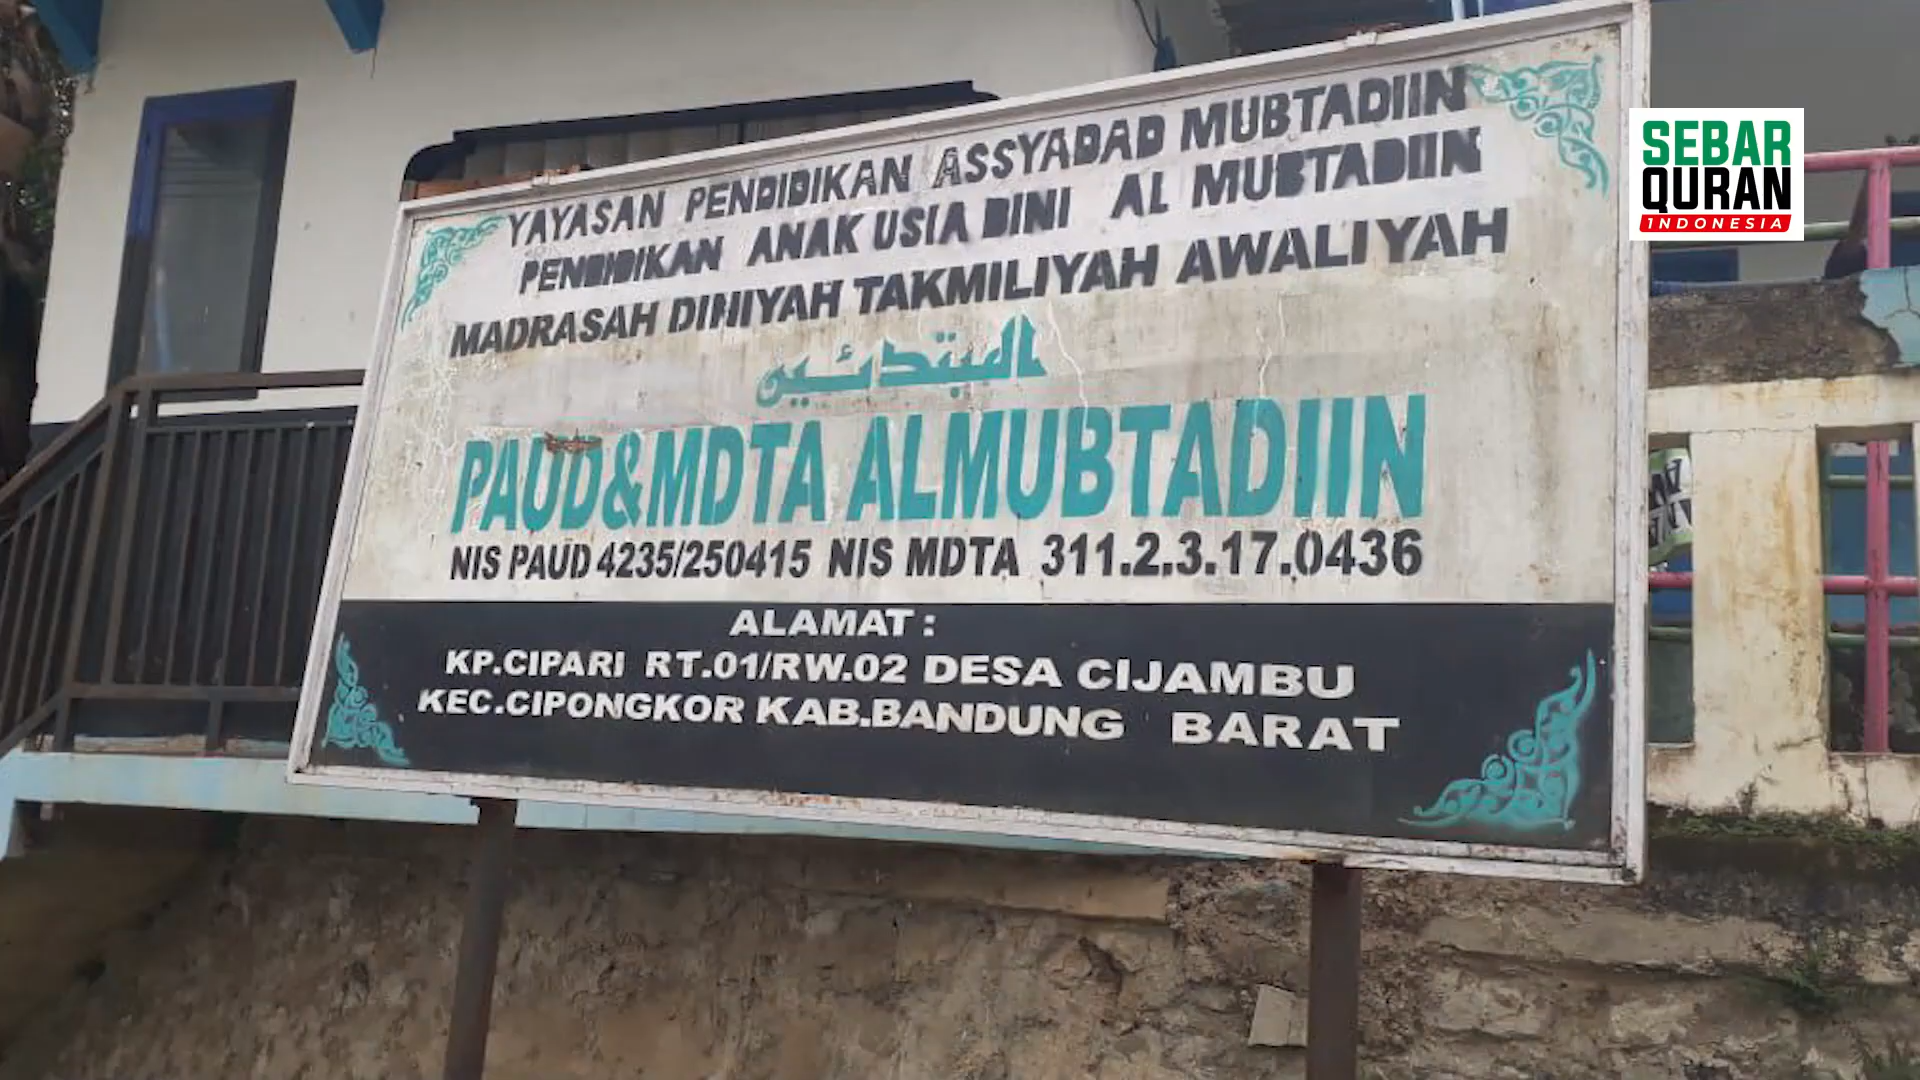 YAYASAN PENDIDIKAN ASSYADAD MUBTADIIN
PENDIDIKAN ANAK USIA DINI AL MUBTADIIN
MADRASAH DINIYAH TAKMILIYAH AWALIYAH
المبتدئين
PAUD&MDTA ALMUBTADIIN
NIS PAUD 4235/250415 NIS MDTA 311.2.3.17.0436
ALAMAT :
KP.CIPARI RT.01/RW.02 DESA CIJAMBU
KEC.CIPONGKOR KAB.BANDUNG BARAT
SEBAR
QURAN
INDONESIA